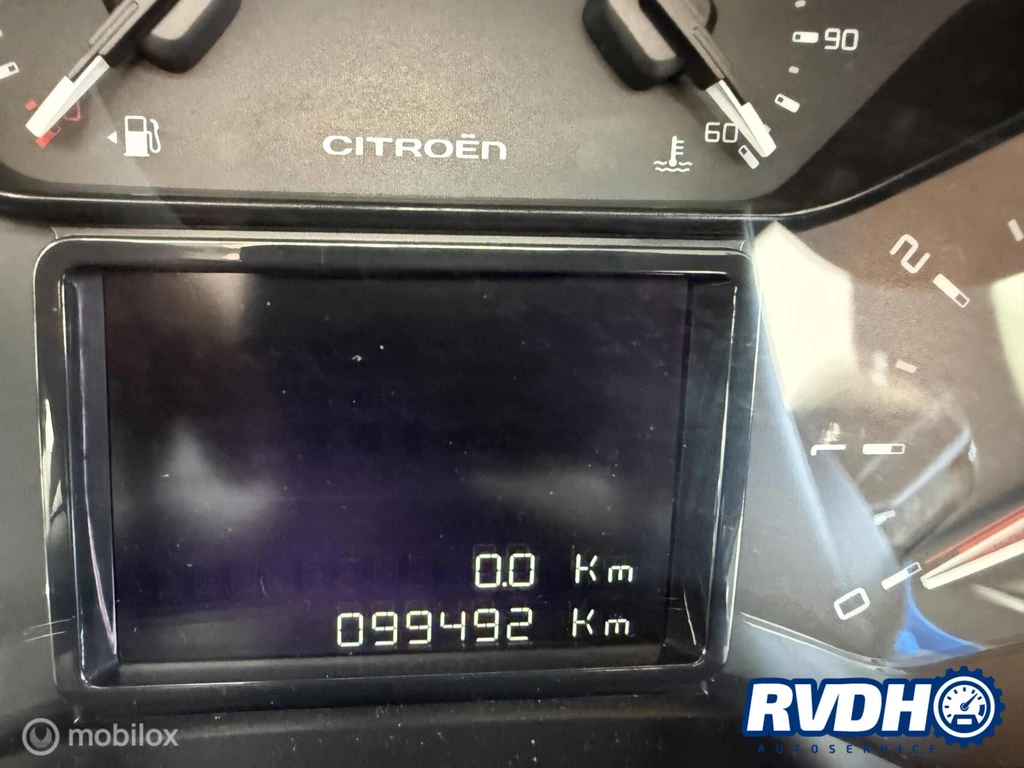 90
60
CITROËN
2
1
0
0.0 Km
099492 Km
RVDH
AUTOSERVICE
mobilox